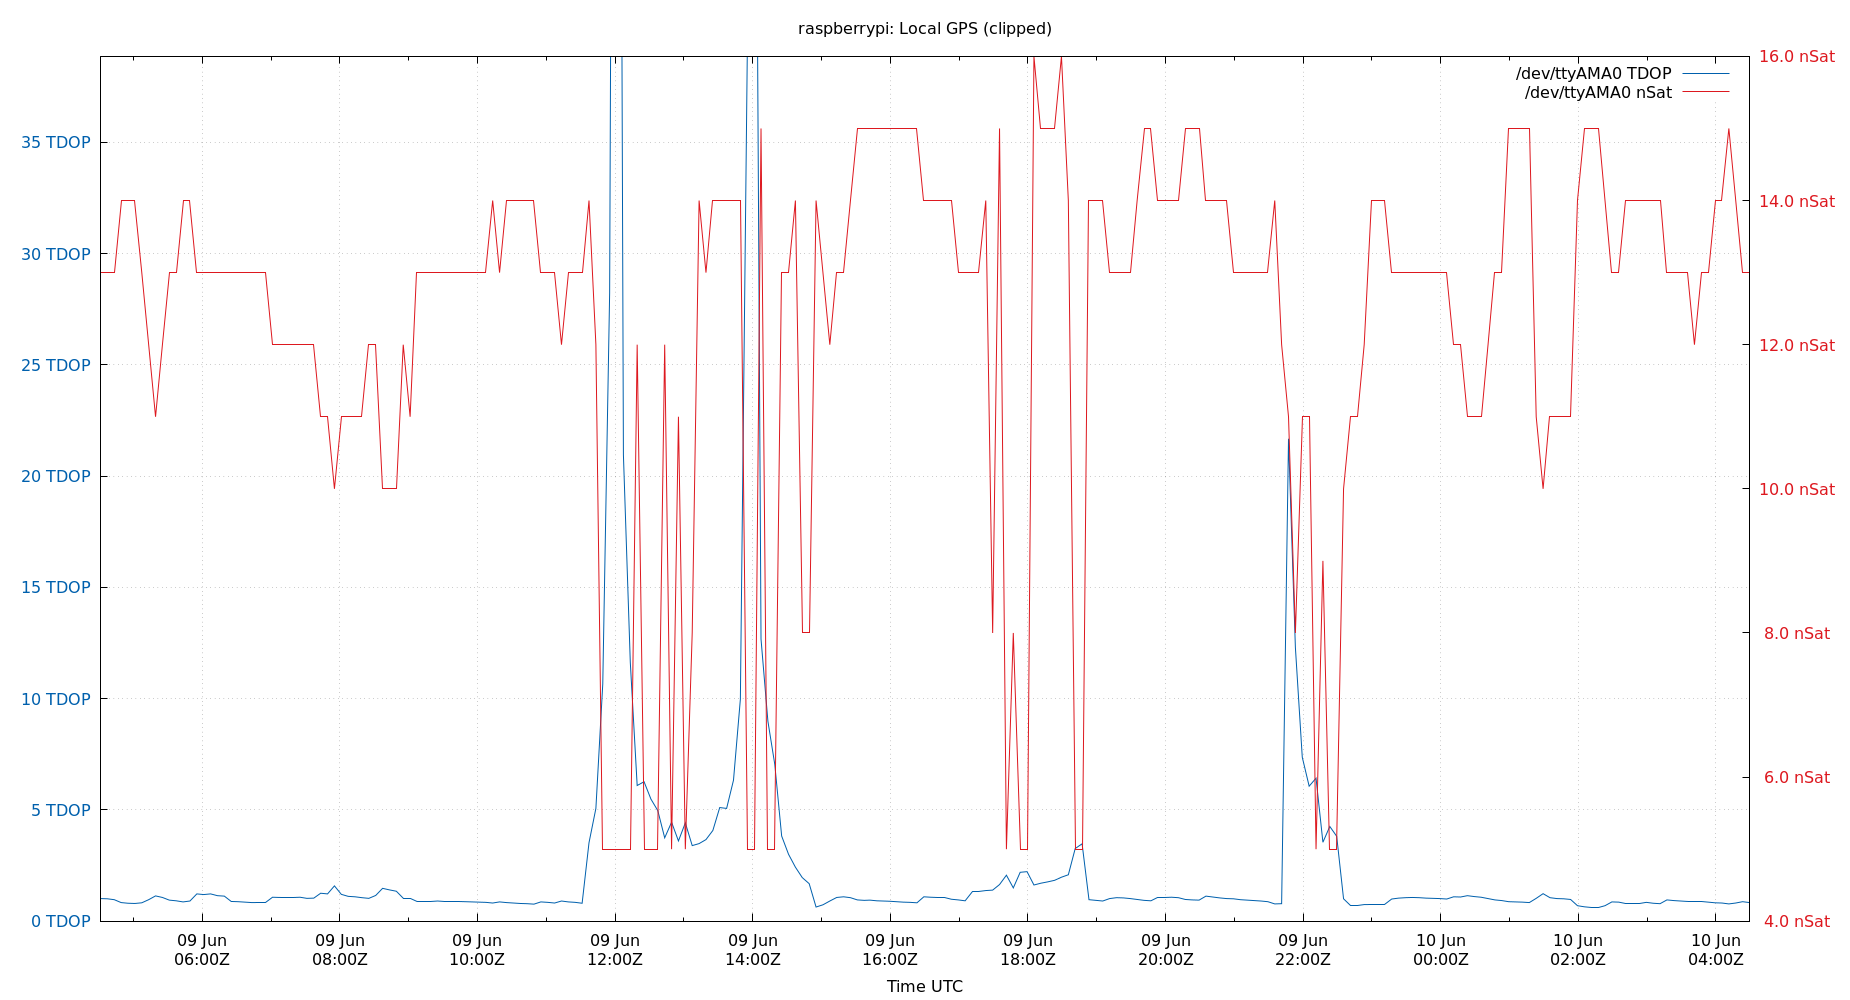 raspberrypi: Local GPS (clipped)
/dev/ttyAMA0 TDOP
/dev/ttyAMA0 nSat
35 TDOP
30 TDOP
25 TDOP
20 TDOP
15 TDOP
10 TDOP
5 TDOP
0 TDOP
16.0 nSat
14.0 nSat
12.0 nSat
10.0 nSat
8.0 nSat
6.0 nSat
4.0 nSat
09 Jun
06:00Z
09 Jun
08:00Z
09 Jun
10:00Z
09 Jun
12:00Z
09 Jun
14:00Z
09 Jun
16:00Z
09 Jun
18:00Z
09 Jun
20:00Z
09 Jun
22:00Z
10 Jun
00:00Z
10 Jun
02:00Z
10 Jun
04:00Z
Time UTC